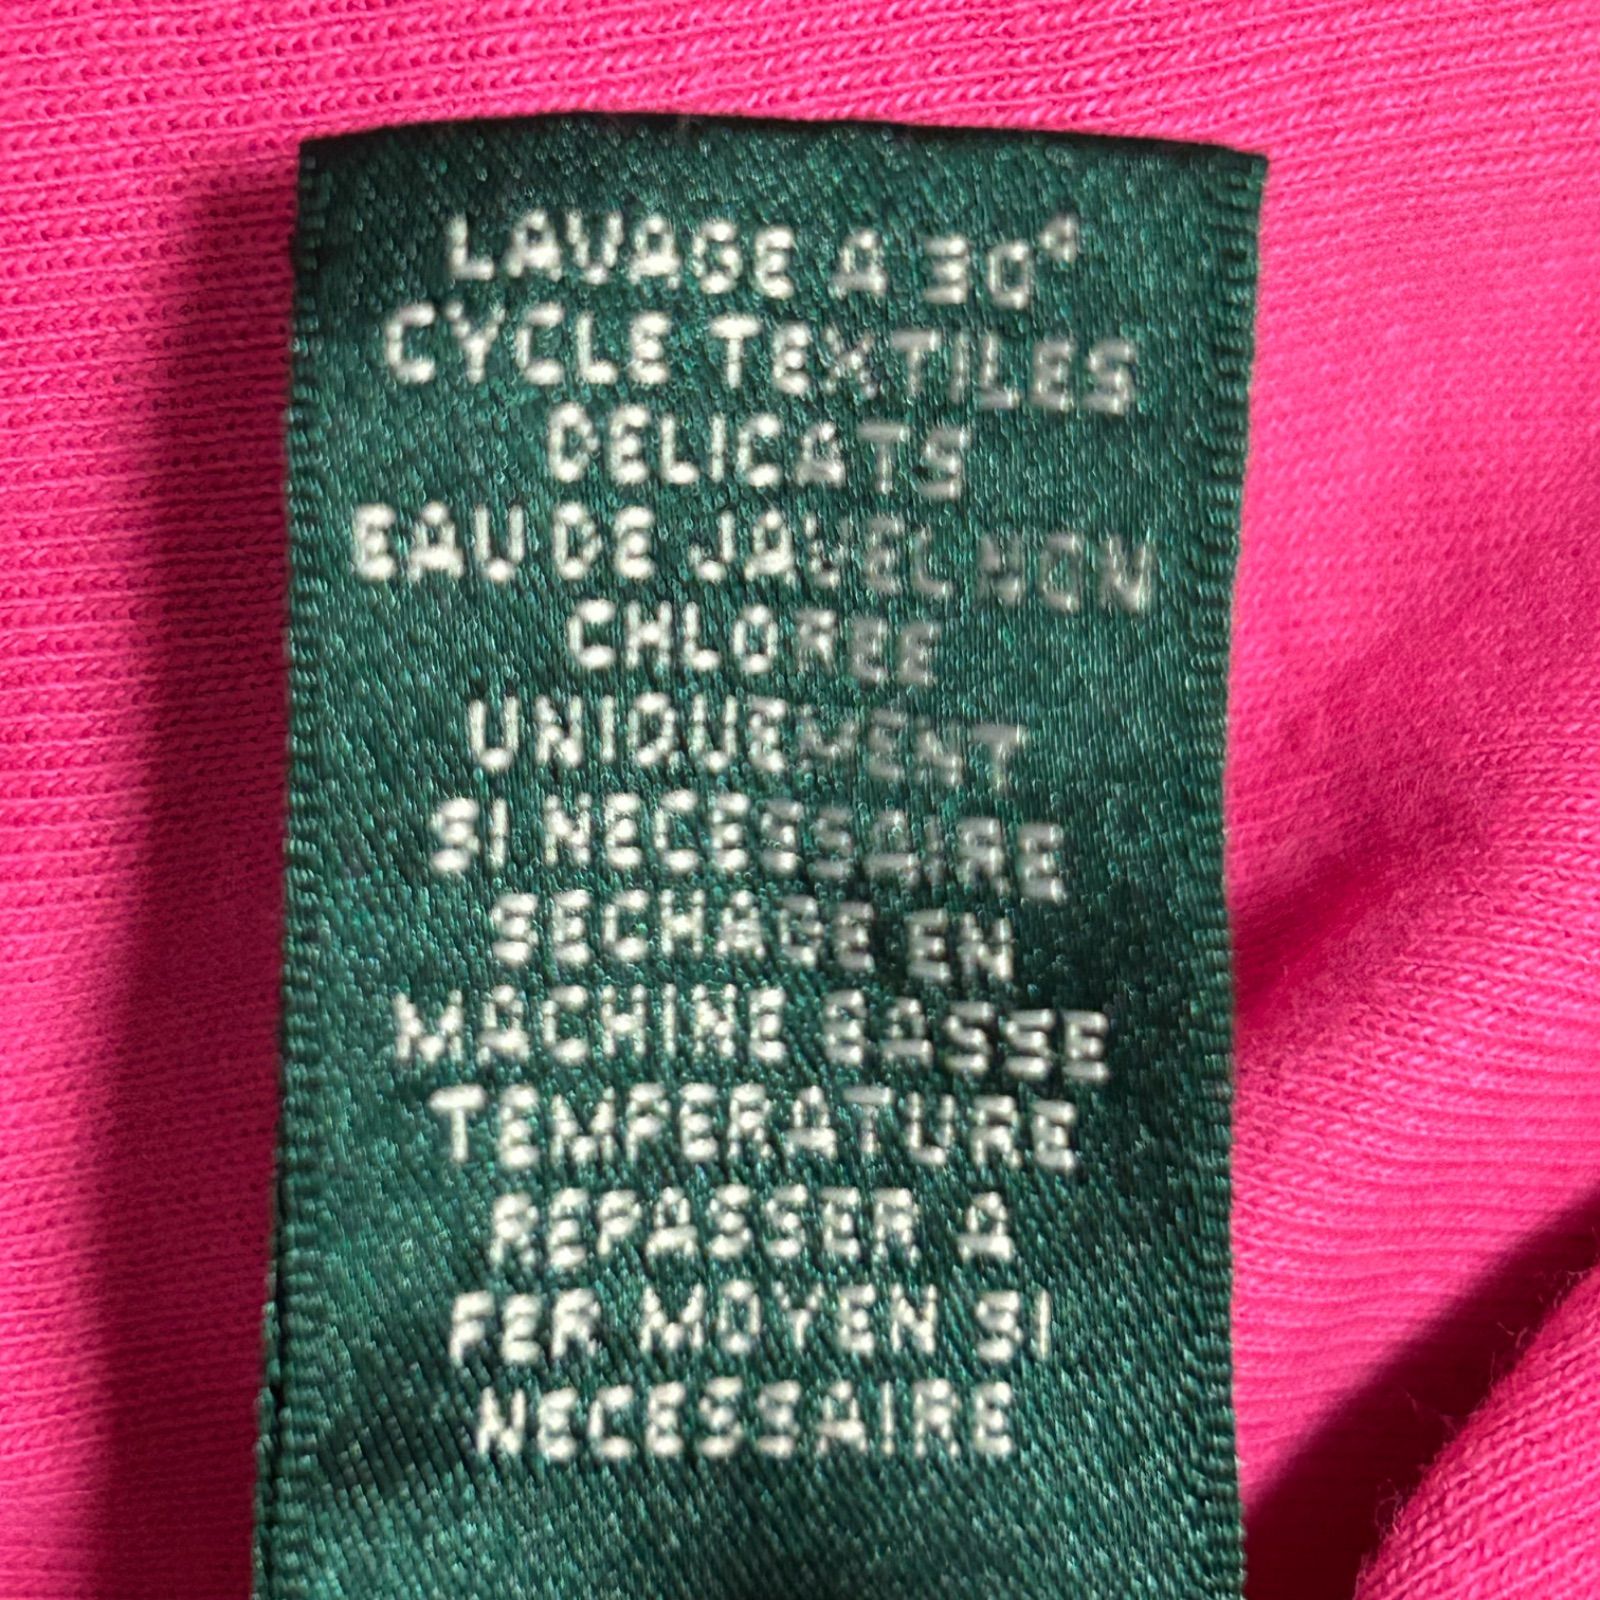 LAVAGE A 30°
CYCLE TEXTILES
DELICATS
EAU DE JAVEL NON
CHLOREE
UNIQUEMENT
SI NECESSAIRE
SECHAGE EN
MACHINE BASSE
TEMPERATURE
REPASSER A
FER MOYEN SI
NECESSAIRE